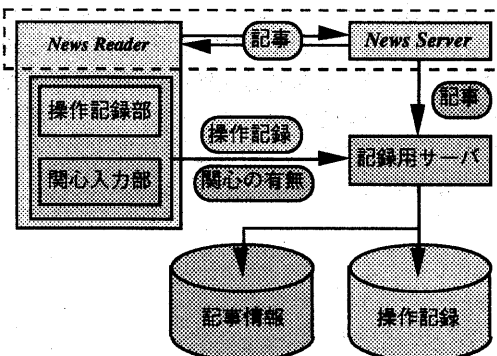 News Reader
記事
News Server
操作記録部
関心入力部
操作記録
関心の有無
記事
記録用サーバ
記事情報
操作記録